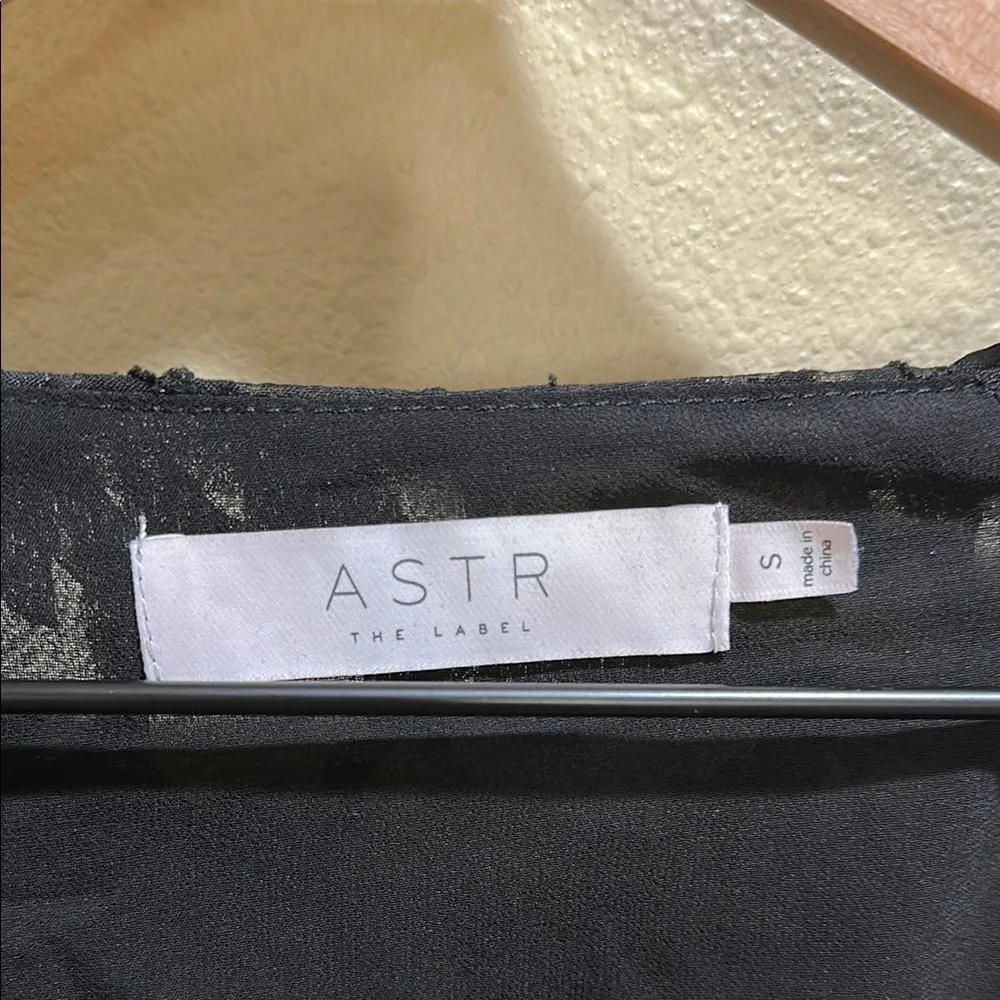 ASTR
THE LABEL
S
made in
china